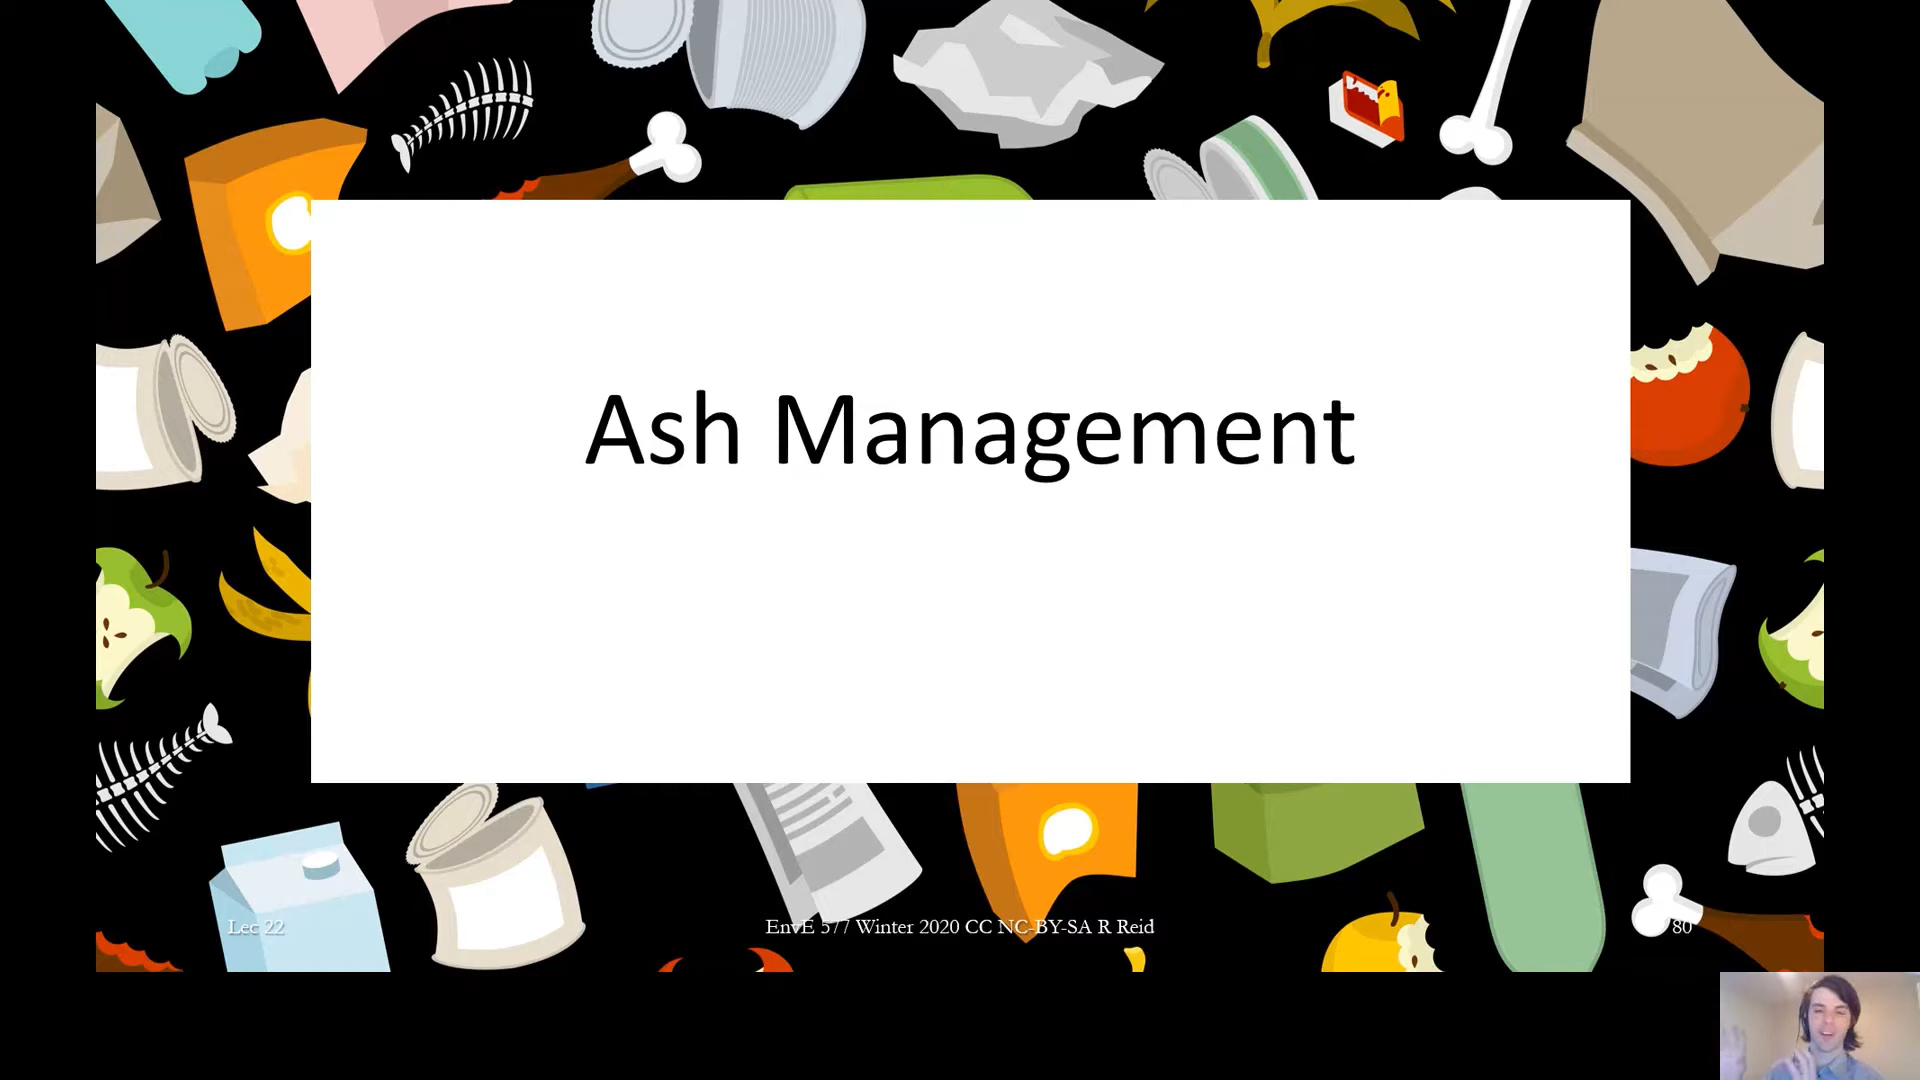 Ash Management
Lec 22
EnvE 577 Winter 2020 CC NC-BY-SA R Reid
80